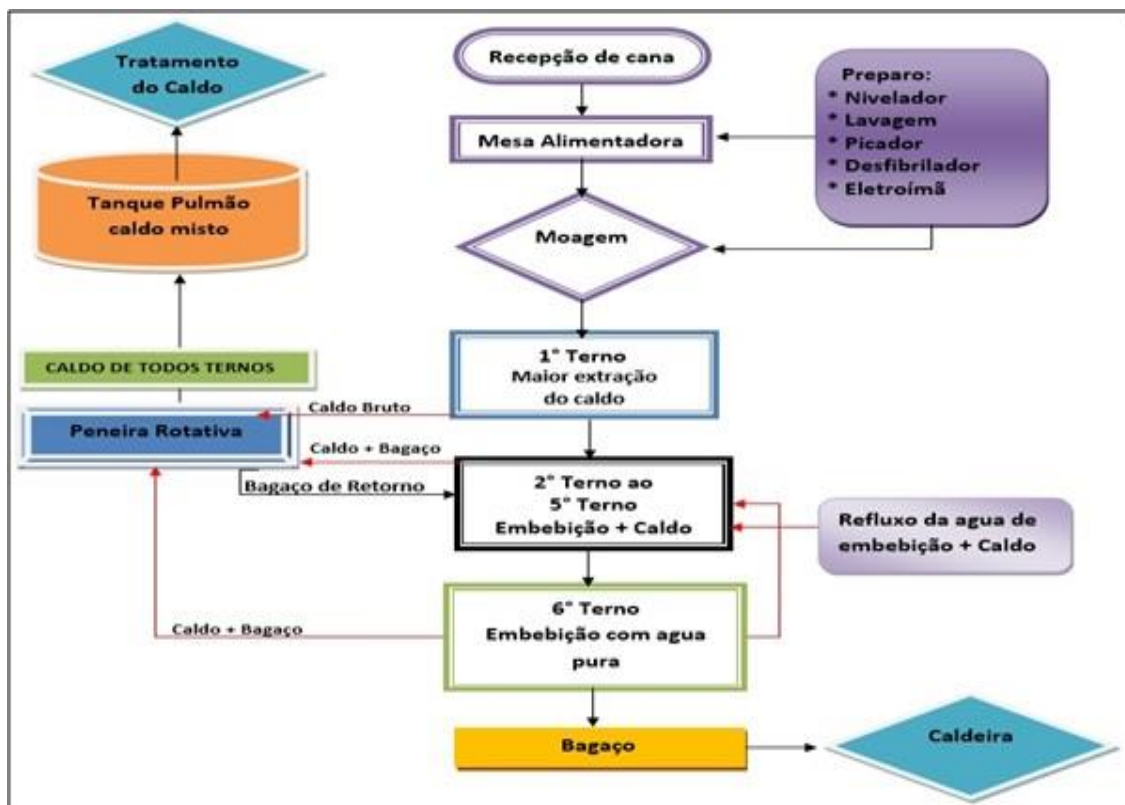 Tratamento
do Caldo
Tanque Pulmão
caldo misto
CALDO DE TODOS TERNOS
Peneira Rotativa
Recepção de cana
Mesa Alimentadora
Moagem
Preparo:
* Nivelador
* Lavagem
* Picador
* Desfibrilador
* Eletroímã
1° Terno
Maior extração
do caldo
Caldo Bruto
Caldo + Bagaço
Bagaço de Retorno
2° Terno ao
5° Terno
Embebição + Caldo
Refluxo da agua de
embebição + Caldo
6° Terno
Embebição com agua
pura
Caldo + Bagaço
Bagaço
Caldeira